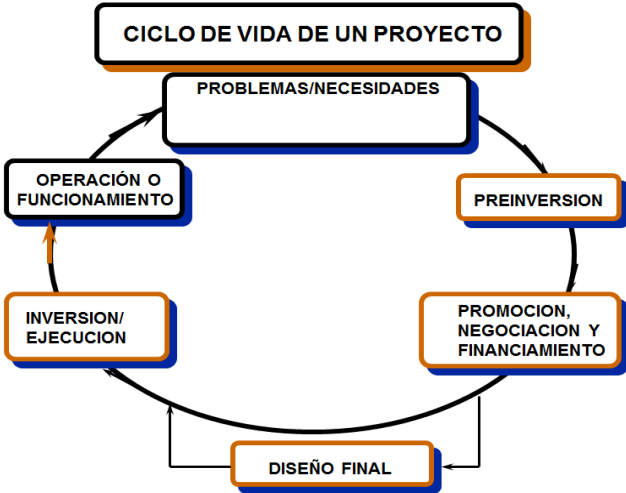 CICLO DE VIDA DE UN PROYECTO
PROBLEMAS/NECESIDADES
PREINVERSION
PROMOCION,
NEGOCIACION Y
FINANCIAMIENTO
DISEÑO FINAL
INVERSION/
EJECUCION
OPERACIÓN O
FUNCIONAMIENTO